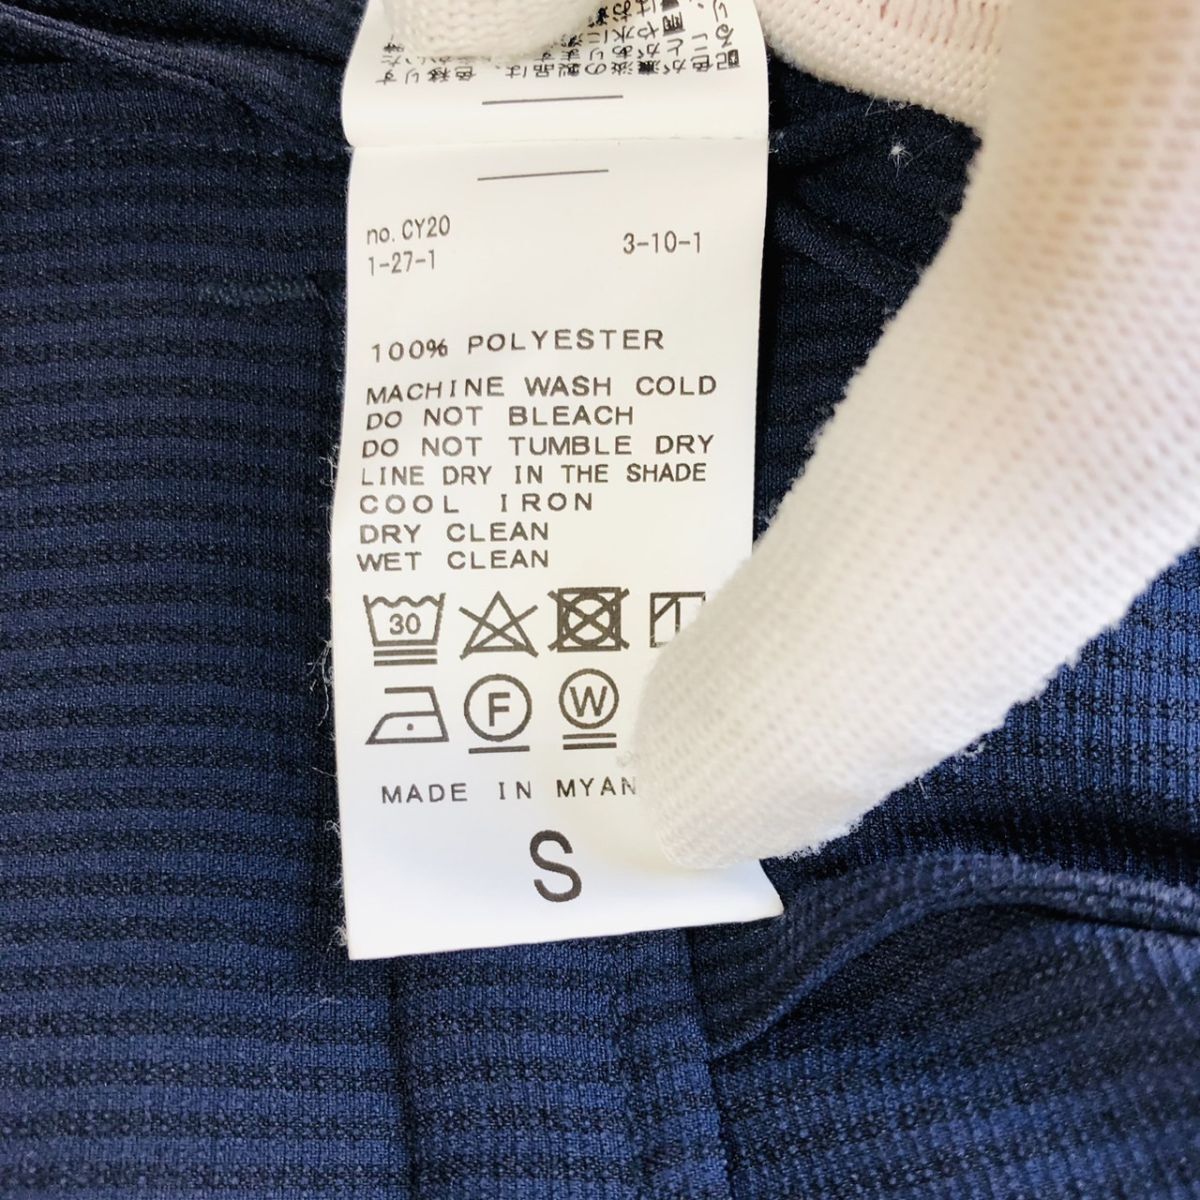 no. CY20
1-27-1
3-10-1
100% POLYESTER
MACHINE WASH COLD
DO NOT BLEACH
DO NOT TUMBLE DRY
LINE DRY IN THE SHADE
COOL IRON
DRY CLEAN
WET CLEAN
30
F W
MADE IN MYAN
S